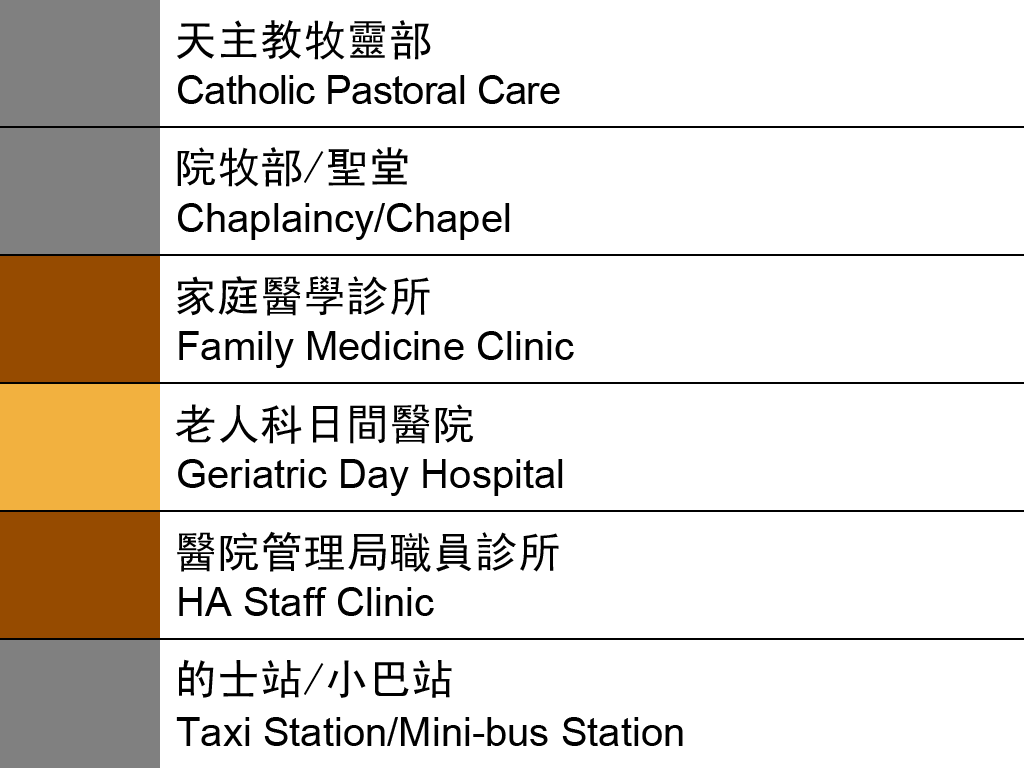 天主教牧靈部
Catholic Pastoral Care
院牧部/聖堂
Chaplaincy/Chapel
家庭醫學診所
Family Medicine Clinic
老人科日間醫院
Geriatric Day Hospital
醫院管理局職員診所
HA Staff Clinic
的士站/小巴站
Taxi Station/Mini-bus Station